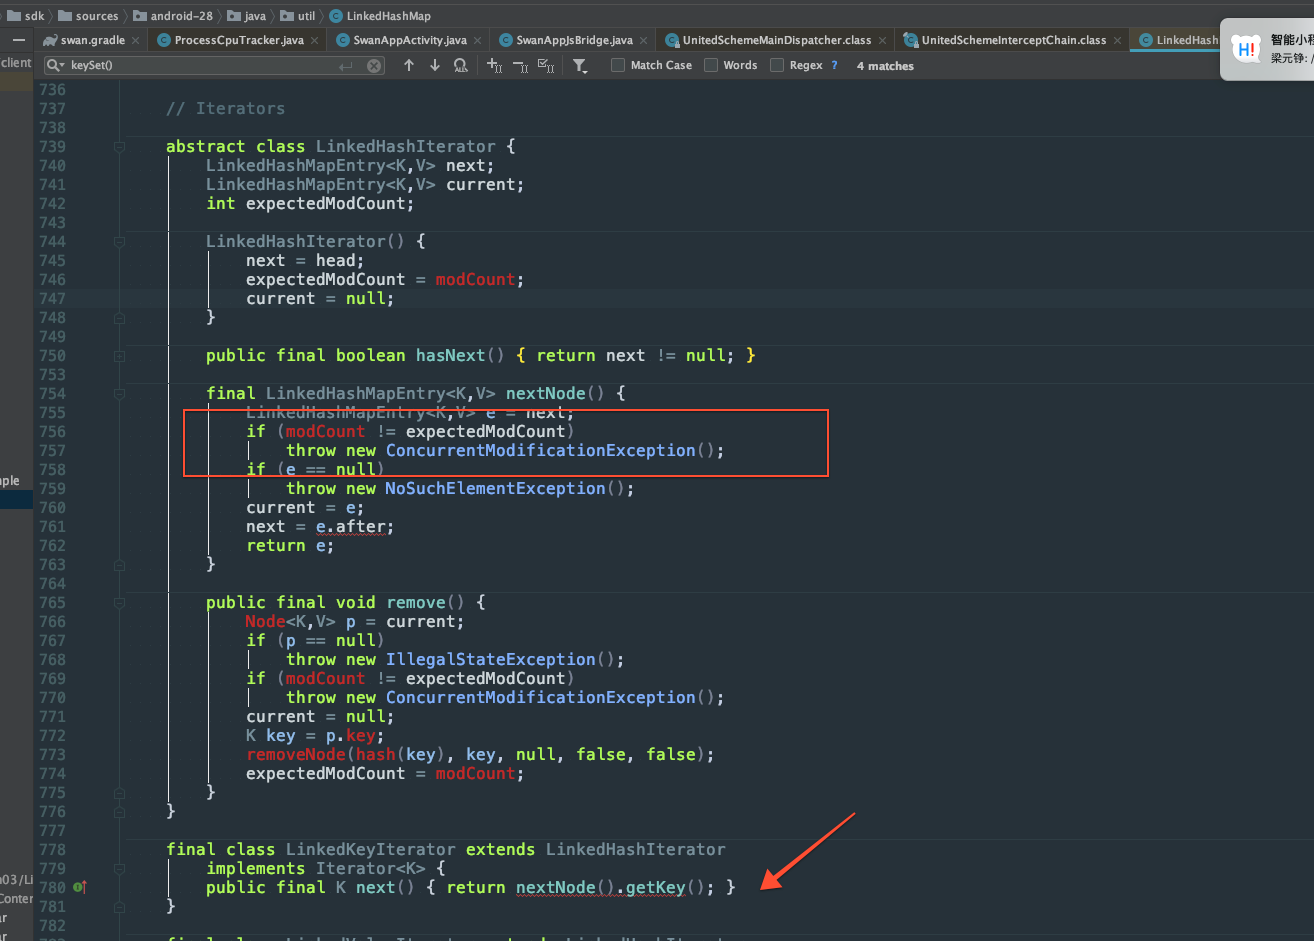 sdk sources android-28 java util LinkedHashMap
swan.gradle ProcessCpuTracker.java SwanAppActivity.java SwanAppJsBridge.java UnitedSchemeMainDispatcher.class UnitedSchemeInterceptChain.class LinkedHash
H! 智能小程
梁元铮: /
client
keySet() Match Case Words Regex ? 4 matches
736
737 // Iterators
738
739 abstract class LinkedHashIterator {
740 LinkedHashMapEntry<K,V> next;
741 LinkedHashMapEntry<K,V> current;
742 int expectedModCount;
743
744 LinkedHashIterator() {
745 next = head;
746 expectedModCount = modCount;
747 current = null;
748 }
749
750 public final boolean hasNext() { return next != null; }
753
754 final LinkedHashMapEntry<K,V> nextNode() {
755 LinkedHashMapEntry<K,V> e = next;
756 if (modCount != expectedModCount)
757 throw new ConcurrentModificationException();
758 if (e == null)
759 throw new NoSuchElementException();
760 current = e;
761 next = e.after;
762 return e;
763 }
764
765 public final void remove() {
766 Node<K,V> p = current;
767 if (p == null)
768 throw new IllegalStateException();
769 if (modCount != expectedModCount)
770 throw new ConcurrentModificationException();
771 current = null;
772 K key = p.key;
773 removeNode(hash(key), key, null, false, false);
774 expectedModCount = modCount;
775 }
776 }
777
778 final class LinkedKeyIterator extends LinkedHashIterator
779 implements Iterator<K> {
780 public final K next() { return nextNode().getKey(); }
781 }
782
mple
03/Li
Conter
ar
ar